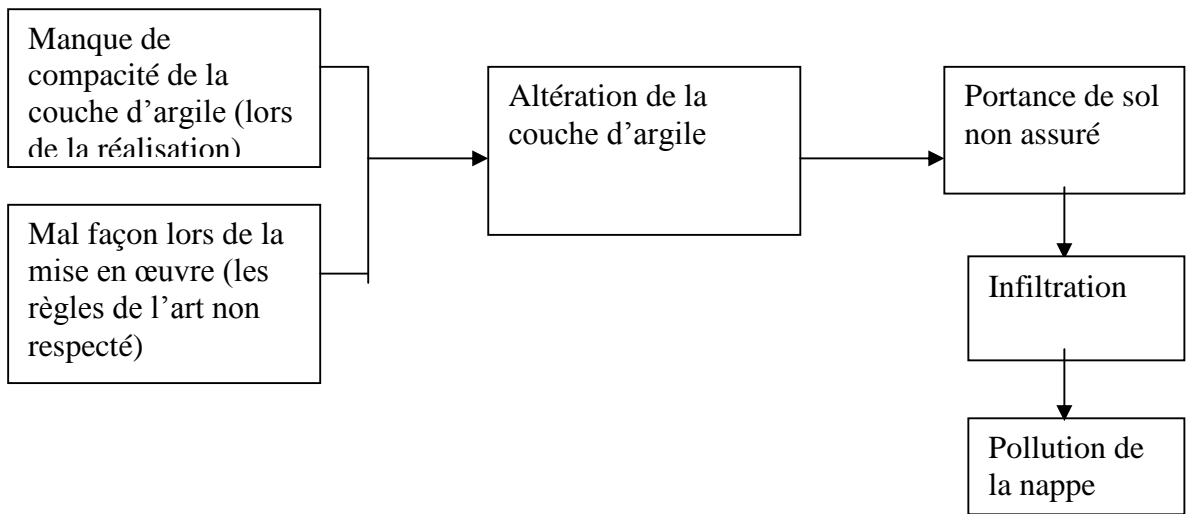 Manque de
compacité de la
couche d'argile (lors
de la réalisation)
Mal façon lors de la
mise en œuvre (les
règles de l'art non
respecté)
Altération de la
couche d'argile
Portance de sol
non assuré
Infiltration
Pollution de
la nappe